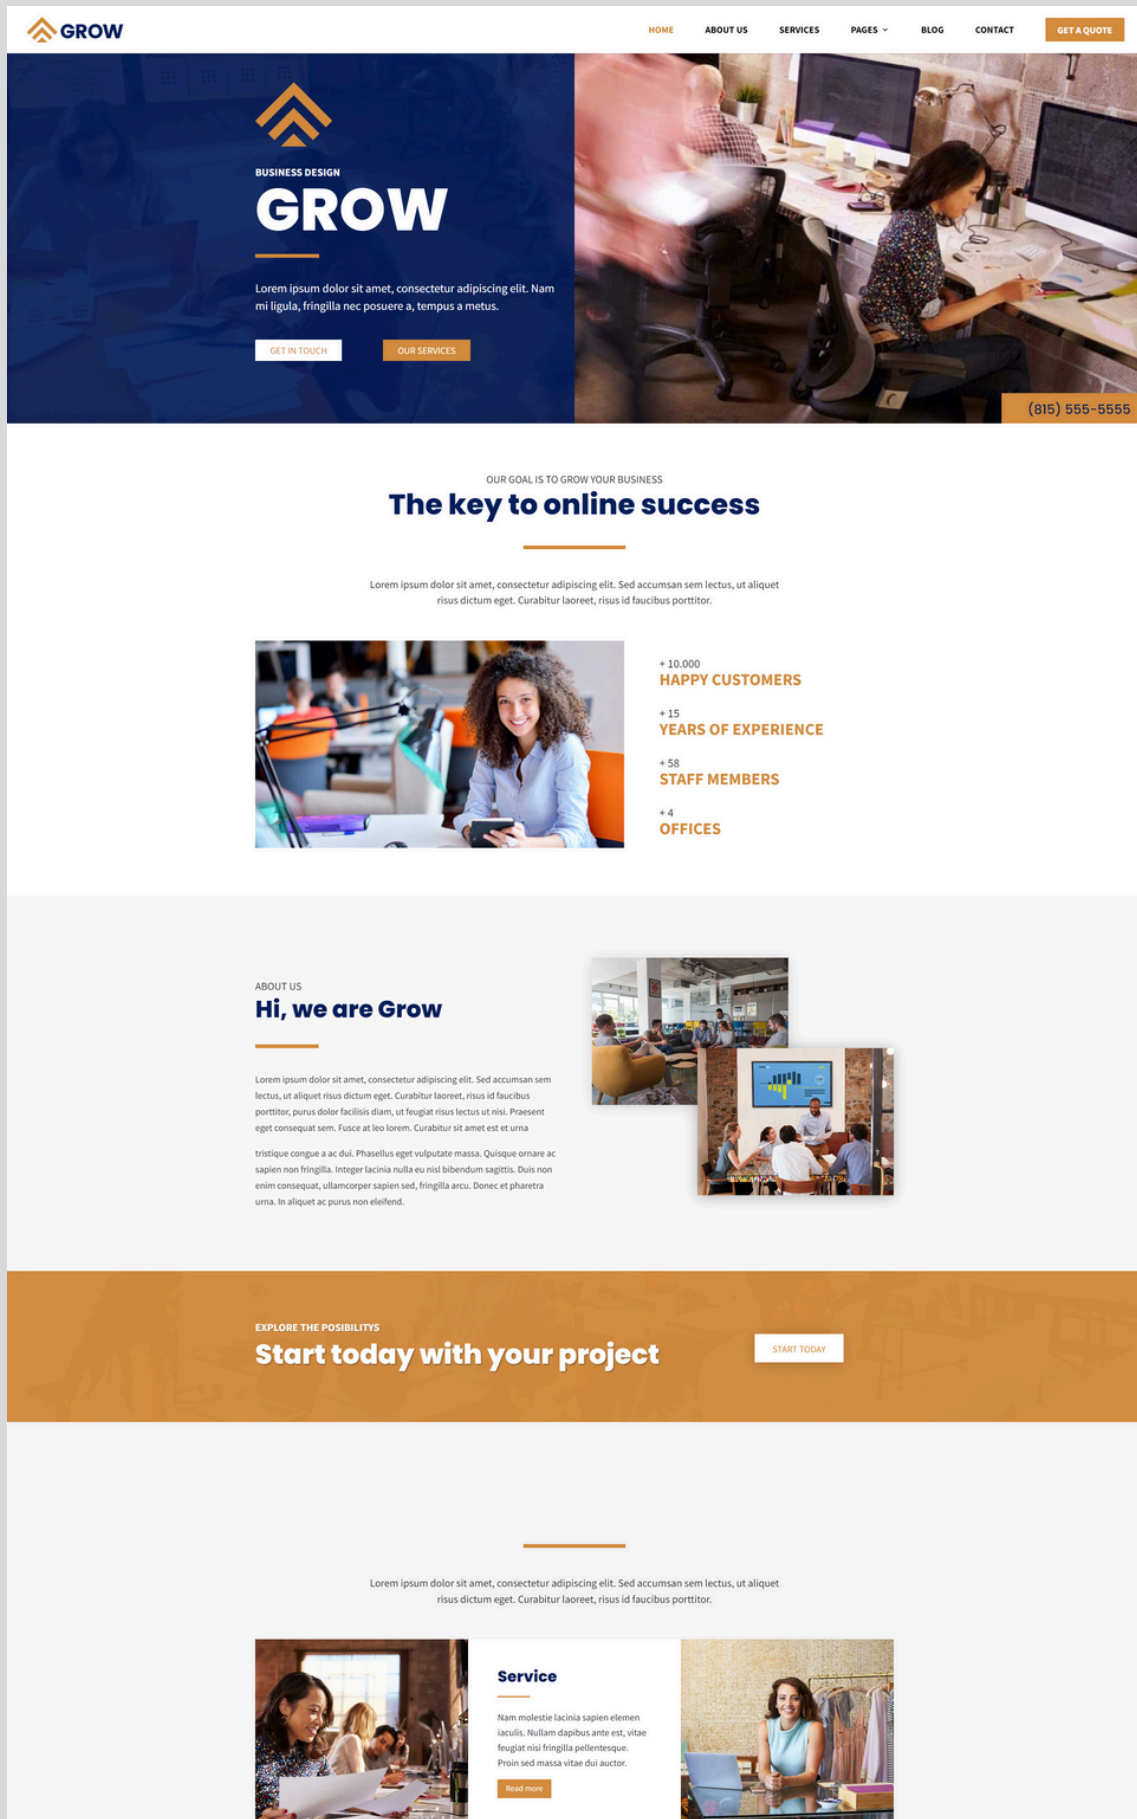 GROW
HOME ABOUT US SERVICES PAGES BLOG CONTACT GET A QUOTE
BUSINESS DESIGN
GROW
Lorem ipsum dolor sit amet, consectetur adipiscing elit. Nam
mi ligula, fringilla nec posuere a, tempus a metus.
GET IN TOUCH OUR SERVICES
(815) 555-5555
OUR GOAL IS TO GROW YOUR BUSINESS
The key to online success
Lorem ipsum dolor sit amet, consectetur adipiscing elit. Sed accumsan sem lectus, ut aliquet
risus dictum eget. Curabitur laoreet, risus id faucibus porttitor.
+ 10.000
HAPPY CUSTOMERS
+ 15
YEARS OF EXPERIENCE
+ 58
STAFF MEMBERS
+ 4
OFFICES
ABOUT US
Hi, we are Grow
Lorem ipsum dolor sit amet, consectetur adipiscing elit. Sed accumsan sem
lectus, ut aliquet risus dictum eget. Curabitur laoreet, risus id faucibus
porttitor, purus dolor facilisis diam, ut feugiat risus lectus ut nisi. Praesent
eget consequat sem. Fusce at leo lorem. Curabitur sit amet est et urna
tristique congue a ac dui. Phasellus eget vulputate massa. Quisque ornare ac
sapien non fringilla. Integer lacinia nulla eu nisl bibendum sagittis. Duis non
enim consequat, ullamcorper sapien sed, fringilla arcu. Donec et pharetra
urna. In aliquet ac purus non eleifend.
EXPLORE THE POSIBILITYS
Start today with your project
START TODAY
Lorem ipsum dolor sit amet, consectetur adipiscing elit. Sed accumsan sem lectus, ut aliquet
risus dictum eget. Curabitur laoreet, risus id faucibus porttitor.
Service
Nam molestie lacinia sapien elemen
iaculis. Nullam dapibus ante est, vitae
feugiat nisi fringilla pellentesque.
Proin sed massa vitae dui auctor.
Read more